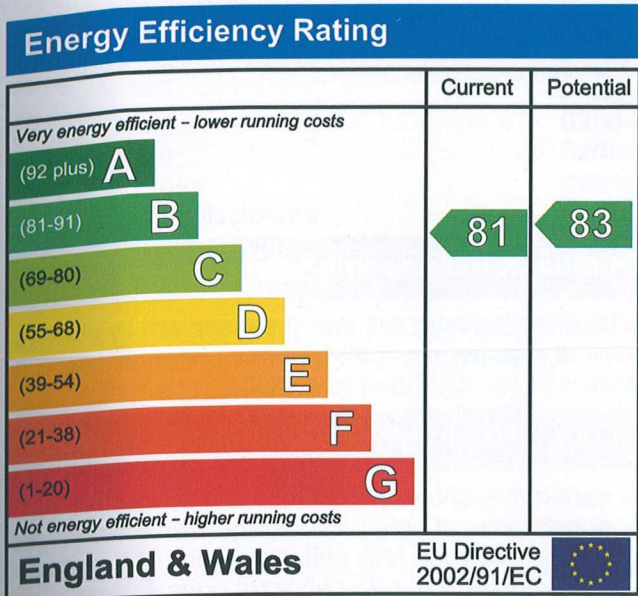 Energy Efficiency Rating
Current Potential
Very energy efficient – lower running costs
(92 plus) A
(81-91) B 81 83
(69-80) C
(55-68) D
(39-54) E
(21-38) F
(1-20) G
Not energy efficient – higher running costs
England & Wales
EU Directive
2002/91/EC